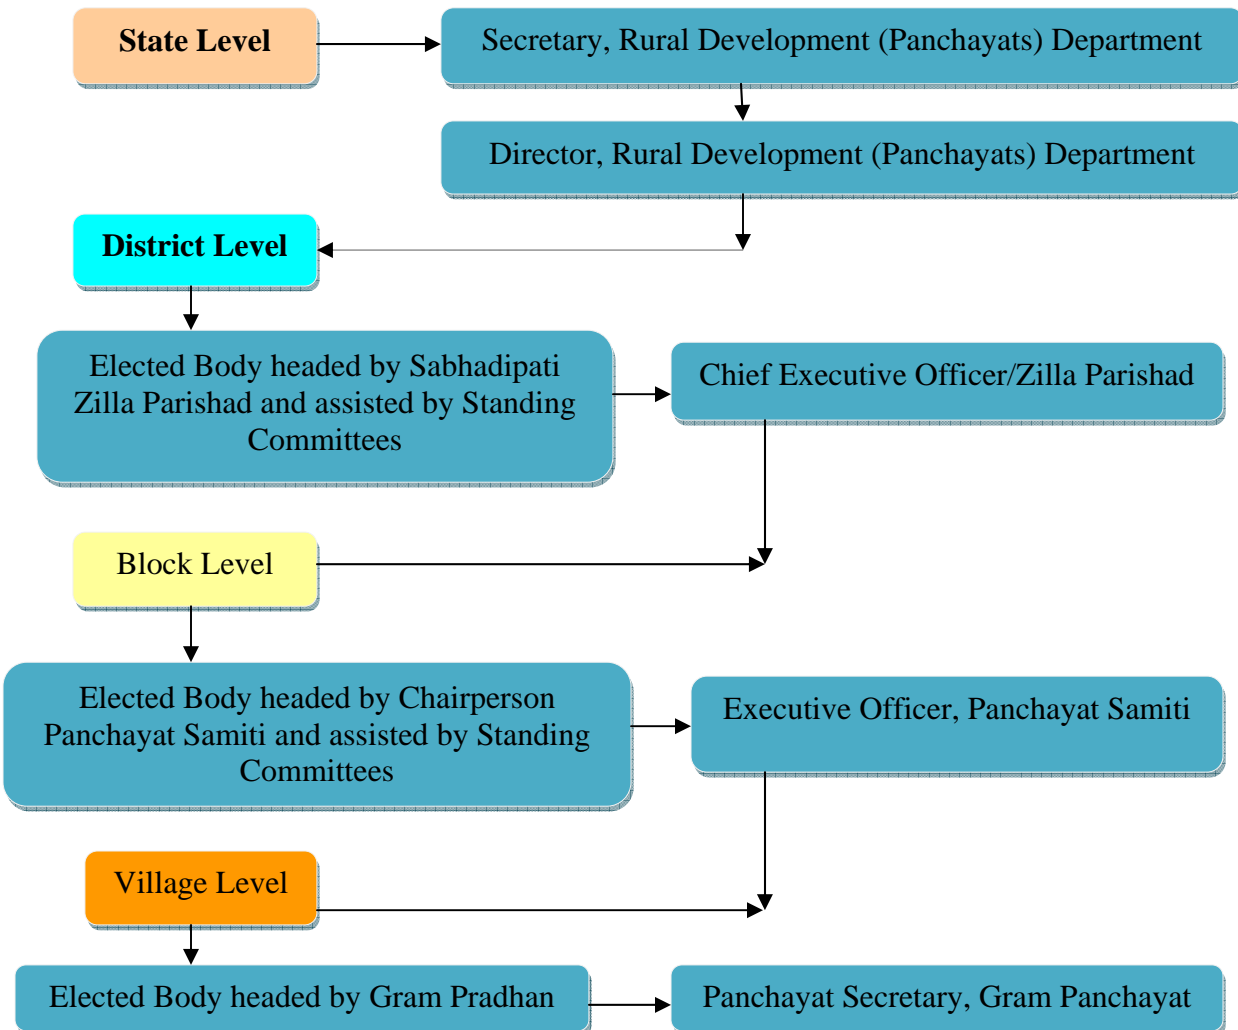 State Level
Secretary, Rural Development (Panchayats) Department
Director, Rural Development (Panchayats) Department
District Level
Elected Body headed by Sabhadipati
Zilla Parishad and assisted by Standing
Committees
Chief Executive Officer/Zilla Parishad
Block Level
Elected Body headed by Chairperson
Panchayat Samiti and assisted by Standing
Committees
Executive Officer, Panchayat Samiti
Village Level
Elected Body headed by Gram Pradhan
Panchayat Secretary, Gram Panchayat